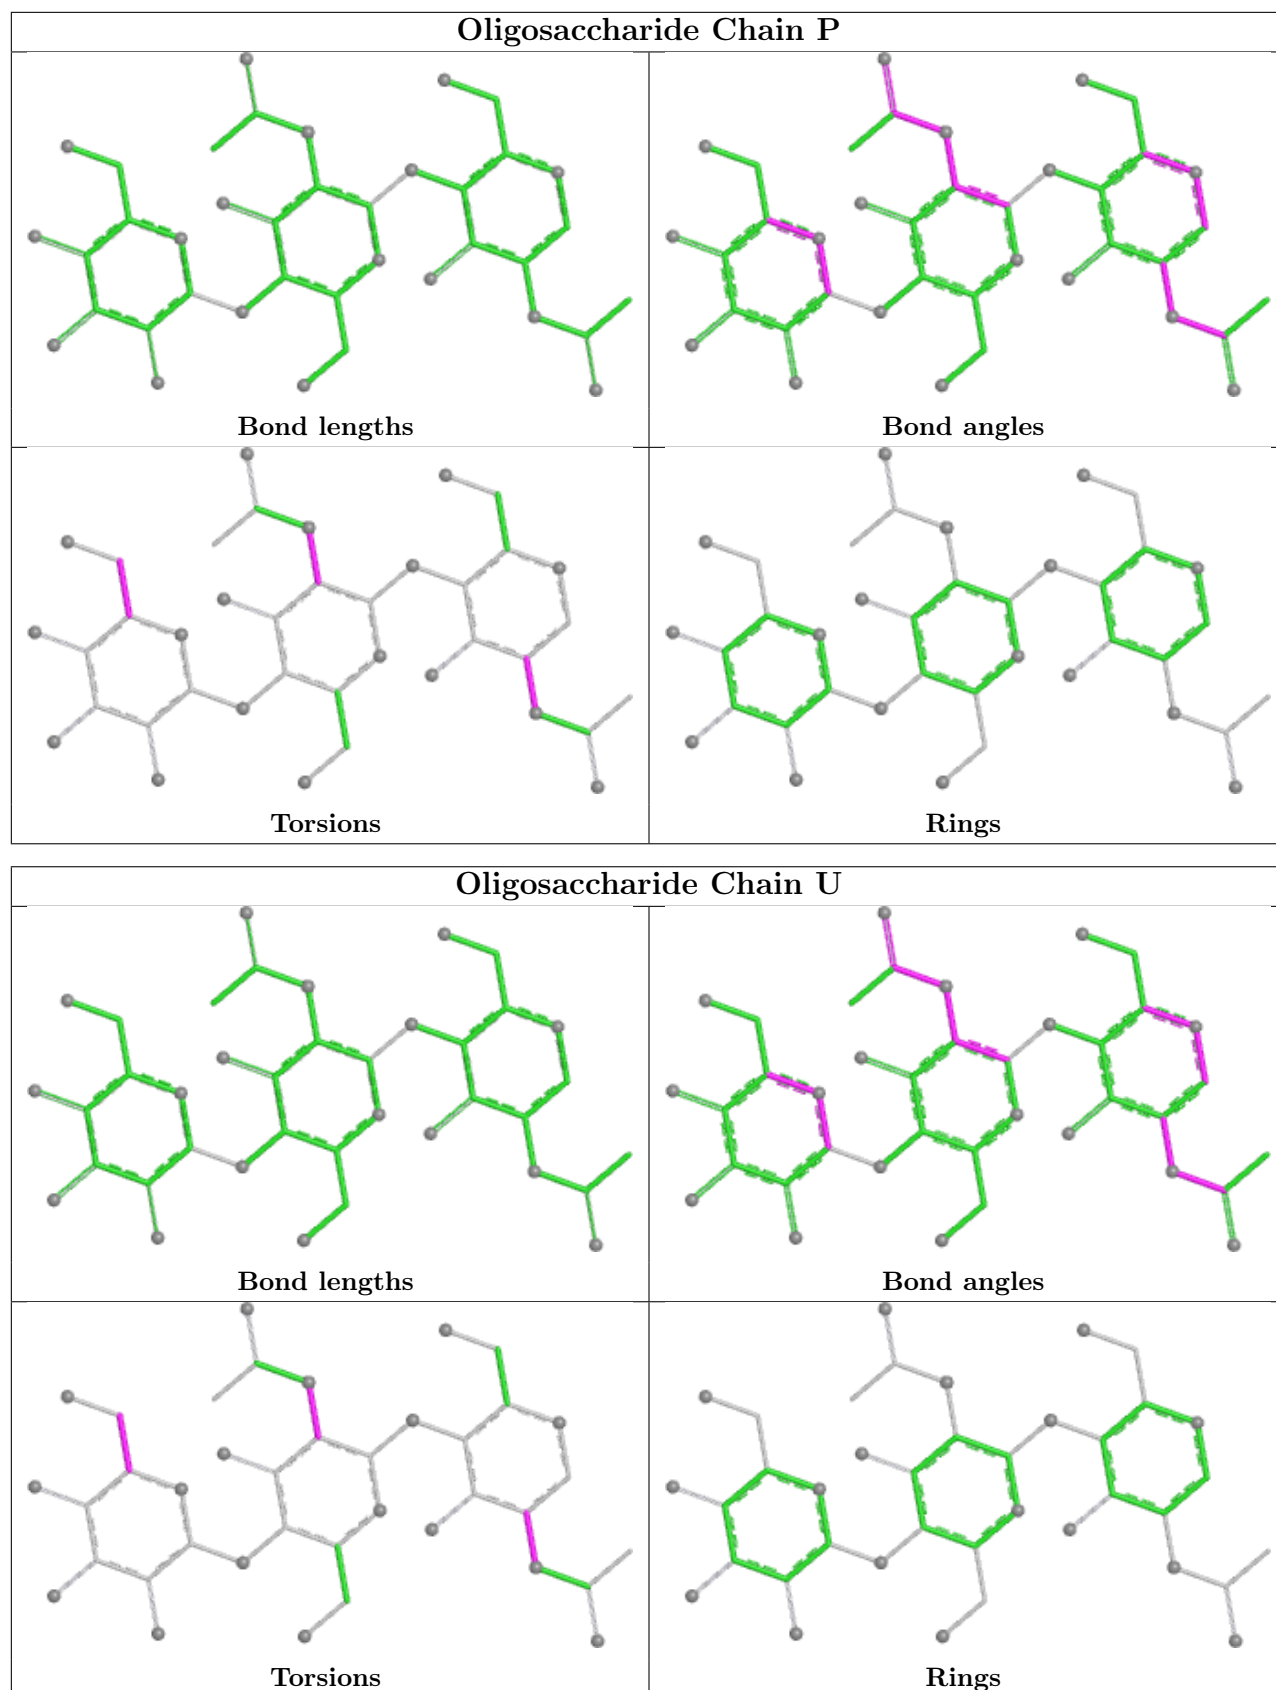 Oligosaccharide Chain P
Bond lengths
Bond angles
Torsions
Rings
Oligosaccharide Chain U
Bond lengths
Bond angles
Torsions
Rings